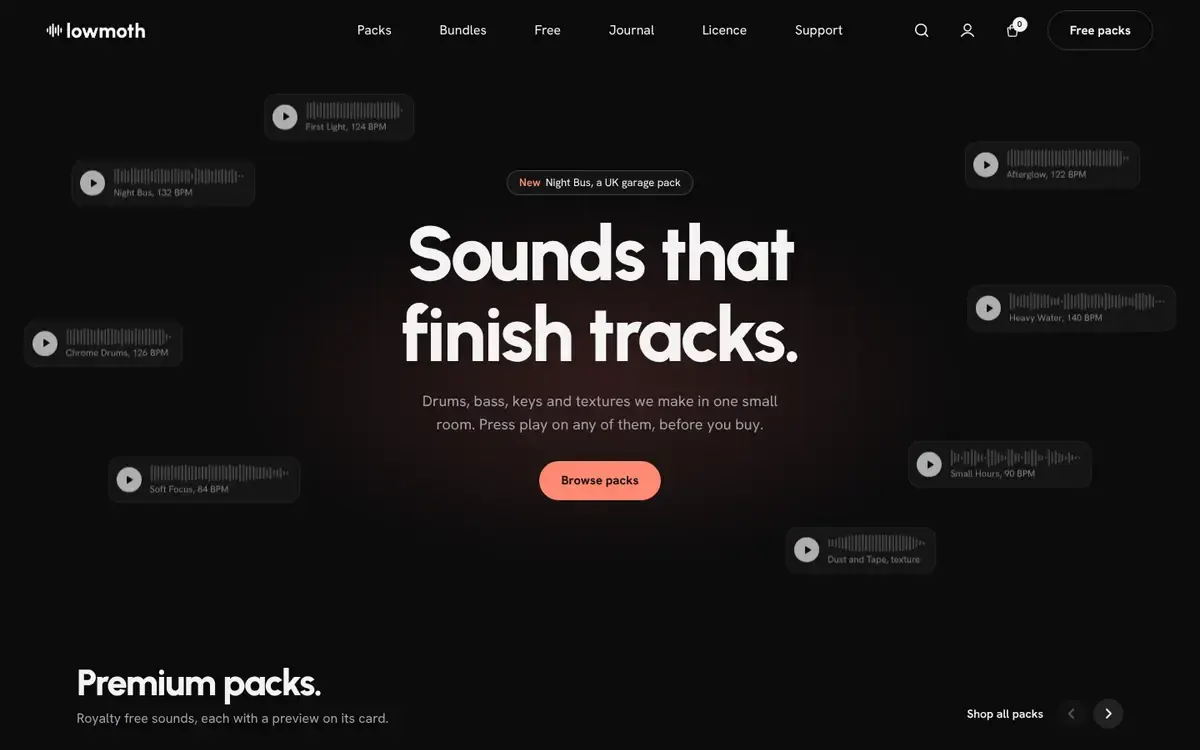 lowmoth
Packs
Bundles
Free
Journal
Licence
Support
0
Free packs
First Light, 124 BPM
Night Bus, 132 BPM
Afterglow, 122 BPM
New Night Bus, a UK garage pack
Sounds that
finish tracks.
Heavy Water, 140 BPM
Chrome Drums, 126 BPM
Drums, bass, keys and textures we make in one small
room. Press play on any of them, before you buy.
Browse packs
Soft Focus, 84 BPM
Small Hours, 90 BPM
Dust and Tape, texture
Premium packs.
Royalty free sounds, each with a preview on its card.
Shop all packs